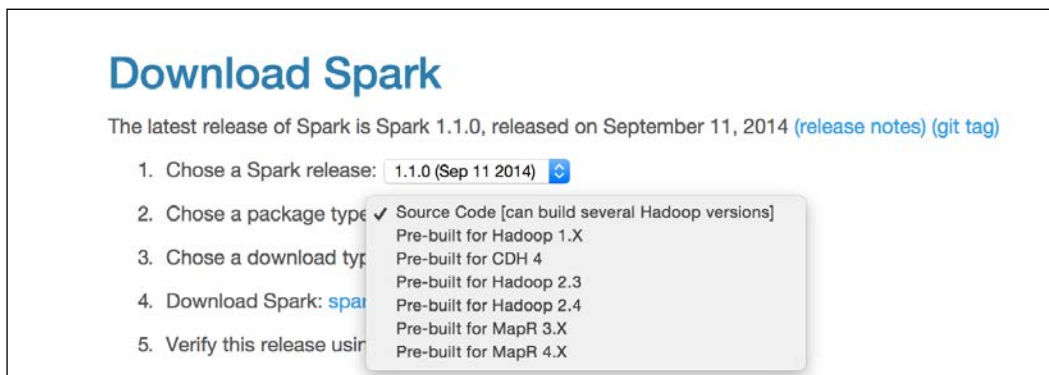 Download Spark
The latest release of Spark is Spark 1.1.0, released on September 11, 2014 (release notes) (git tag)
1. Chose a Spark release: 1.1.0 (Sep 11 2014)
2. Chose a package type ✓ Source Code [can build several Hadoop versions]
Pre-built for Hadoop 1.X
3. Chose a download Pre-built for CDH 4
Pre-built for Hadoop 2.3
4. Download Spark: Pre-built for Hadoop 2.4
Pre-built for MapR 3.X
5. Verify this release Pre-built for MapR 4.X